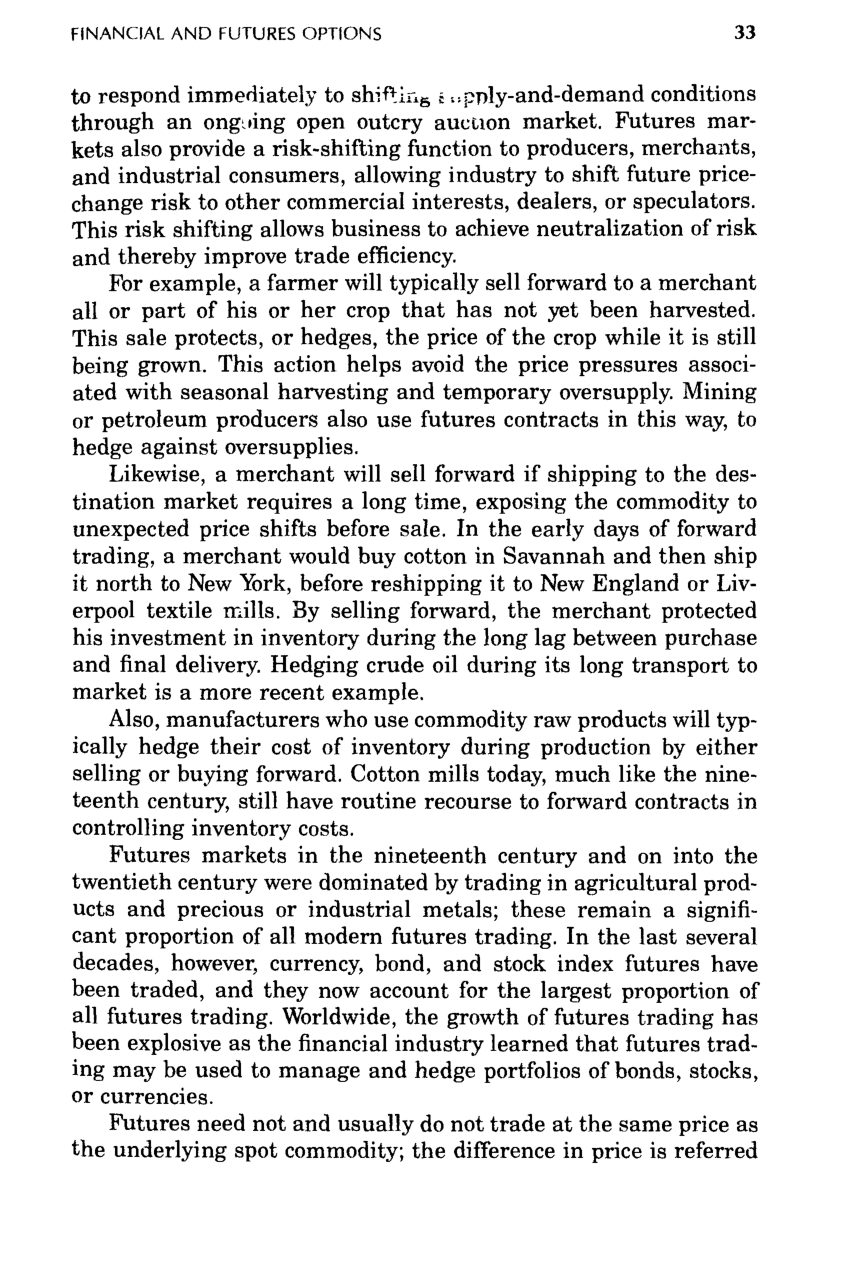 FINANCIAL AND FUTURES OPTIONS 33
to respond immediately to shifting supply-and-demand conditions
through an ongoing open outcry auction market. Futures mar-
kets also provide a risk-shifting function to producers, merchants,
and industrial consumers, allowing industry to shift future price-
change risk to other commercial interests, dealers, or speculators.
This risk shifting allows business to achieve neutralization of risk
and thereby improve trade efficiency.
For example, a farmer will typically sell forward to a merchant
all or part of his or her crop that has not yet been harvested.
This sale protects, or hedges, the price of the crop while it is still
being grown. This action helps avoid the price pressures associ-
ated with seasonal harvesting and temporary oversupply. Mining
or petroleum producers also use futures contracts in this way, to
hedge against oversupplies.
Likewise, a merchant will sell forward if shipping to the des-
tination market requires a long time, exposing the commodity to
unexpected price shifts before sale. In the early days of forward
trading, a merchant would buy cotton in Savannah and then ship
it north to New York, before reshipping it to New England or Liv-
erpool textile mills. By selling forward, the merchant protected
his investment in inventory during the long lag between purchase
and final delivery. Hedging crude oil during its long transport to
market is a more recent example.
Also, manufacturers who use commodity raw products will typ-
ically hedge their cost of inventory during production by either
selling or buying forward. Cotton mills today, much like the nine-
teenth century, still have routine recourse to forward contracts in
controlling inventory costs.
Futures markets in the nineteenth century and on into the
twentieth century were dominated by trading in agricultural prod-
ucts and precious or industrial metals; these remain a signifi-
cant proportion of all modern futures trading. In the last several
decades, however, currency, bond, and stock index futures have
been traded, and they now account for the largest proportion of
all futures trading. Worldwide, the growth of futures trading has
been explosive as the financial industry learned that futures trad-
ing may be used to manage and hedge portfolios of bonds, stocks,
or currencies.
Futures need not and usually do not trade at the same price as
the underlying spot commodity; the difference in price is referred